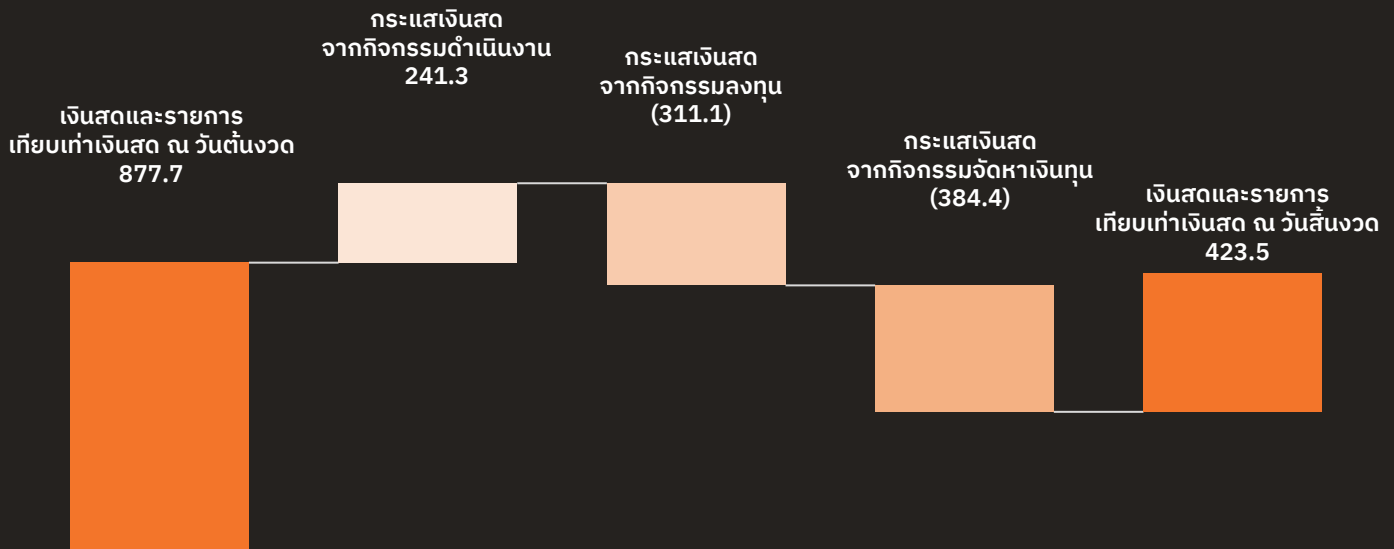 เงินสดและรายการ
เทียบเท่าเงินสด ณ วันต้นงวด
877.7
กระแสเงินสด
จากกิจกรรมดำเนินงาน
241.3
กระแสเงินสด
จากกิจกรรมลงทุน
(311.1)
กระแสเงินสด
จากกิจกรรมจัดหาเงินทุน
(384.4)
เงินสดและรายการ
เทียบเท่าเงินสด ณ วันสิ้นงวด
423.5